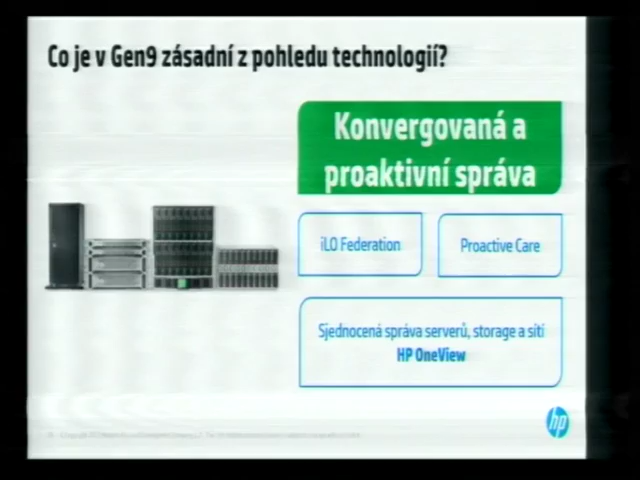 Co je v Gen9 zásadní z pohledu technologií?
Konvergovaná a
proaktivní správa
iLO Federation
Proactive Care
Sjednocená správa serverů, storage a sítí
HP OneView
hp